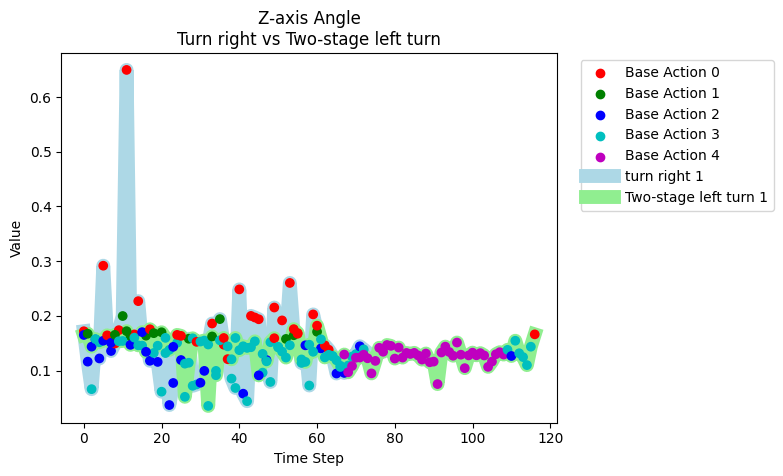 Z-axis Angle
Turn right vs Two-stage left turn
Value
0.6
0.5
0.4
0.3
0.2
0.1
0 20 40 60 80 100 120
Time Step
Base Action 0
Base Action 1
Base Action 2
Base Action 3
Base Action 4
turn right 1
Two-stage left turn 1